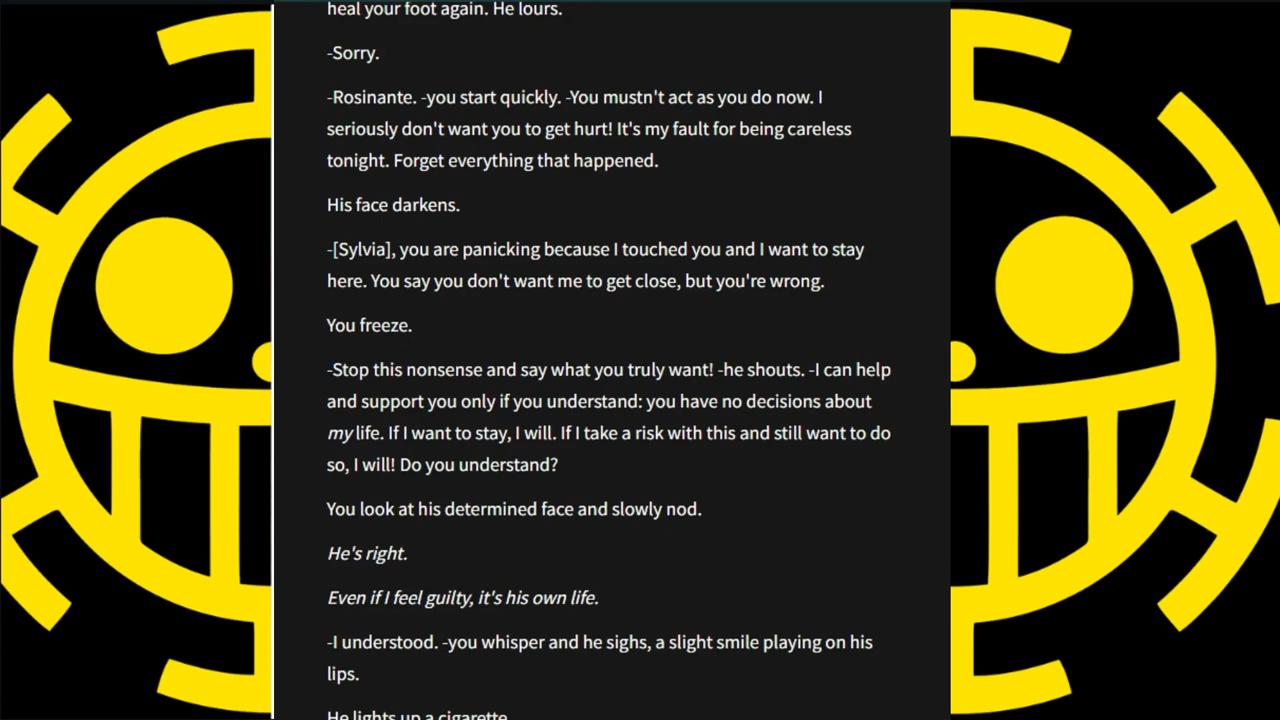 heal your foot again. He lours.
-Sorry.
-Rosinante. -you start quickly. -You mustn't act as you do now. I
seriously don't want you to get hurt! It's my fault for being careless
tonight. Forget everything that happened.
His face darkens.
-[Sylvia], you are panicking because I touched you and I want to stay
here. You say you don't want me to get close, but you're wrong.
You freeze.
-Stop this nonsense and say what you truly want! -he shouts. -I can help
and support you only if you understand: you have no decisions about
my life. If I want to stay, I will. If I take a risk with this and still want to do
so, I will! Do you understand?
You look at his determined face and slowly nod.
He's right.
Even if I feel guilty, it's his own life.
-I understood. -you whisper and he sighs, a slight smile playing on his
lips.
He lights up a cigarette